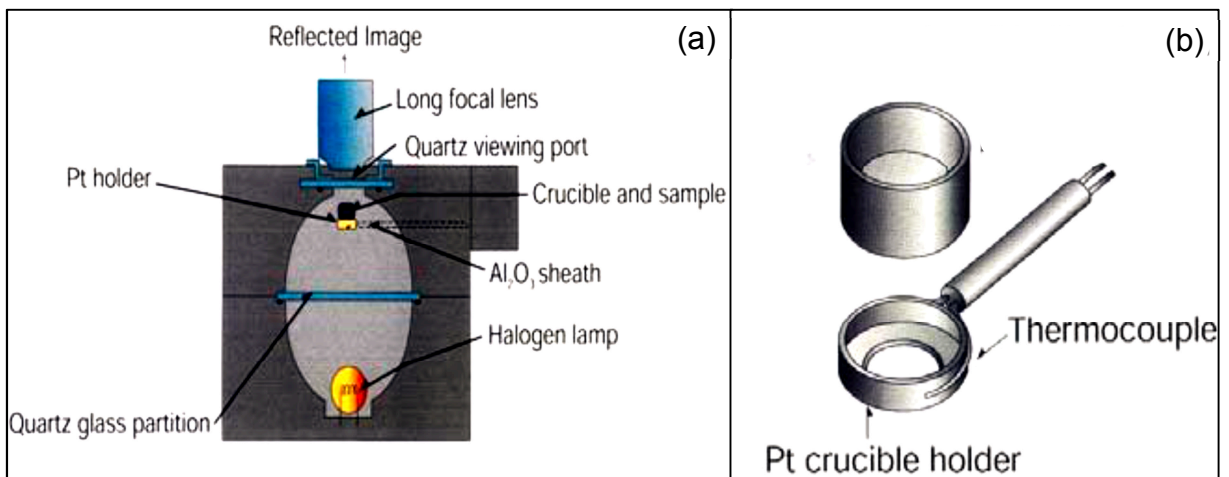 (a)
Reflected Image
Long focal lens
Quartz viewing port
Pt holder
Crucible and sample
Al₂O₃ sheath
Halogen lamp
Quartz glass partition
(b)
Thermocouple
Pt crucible holder